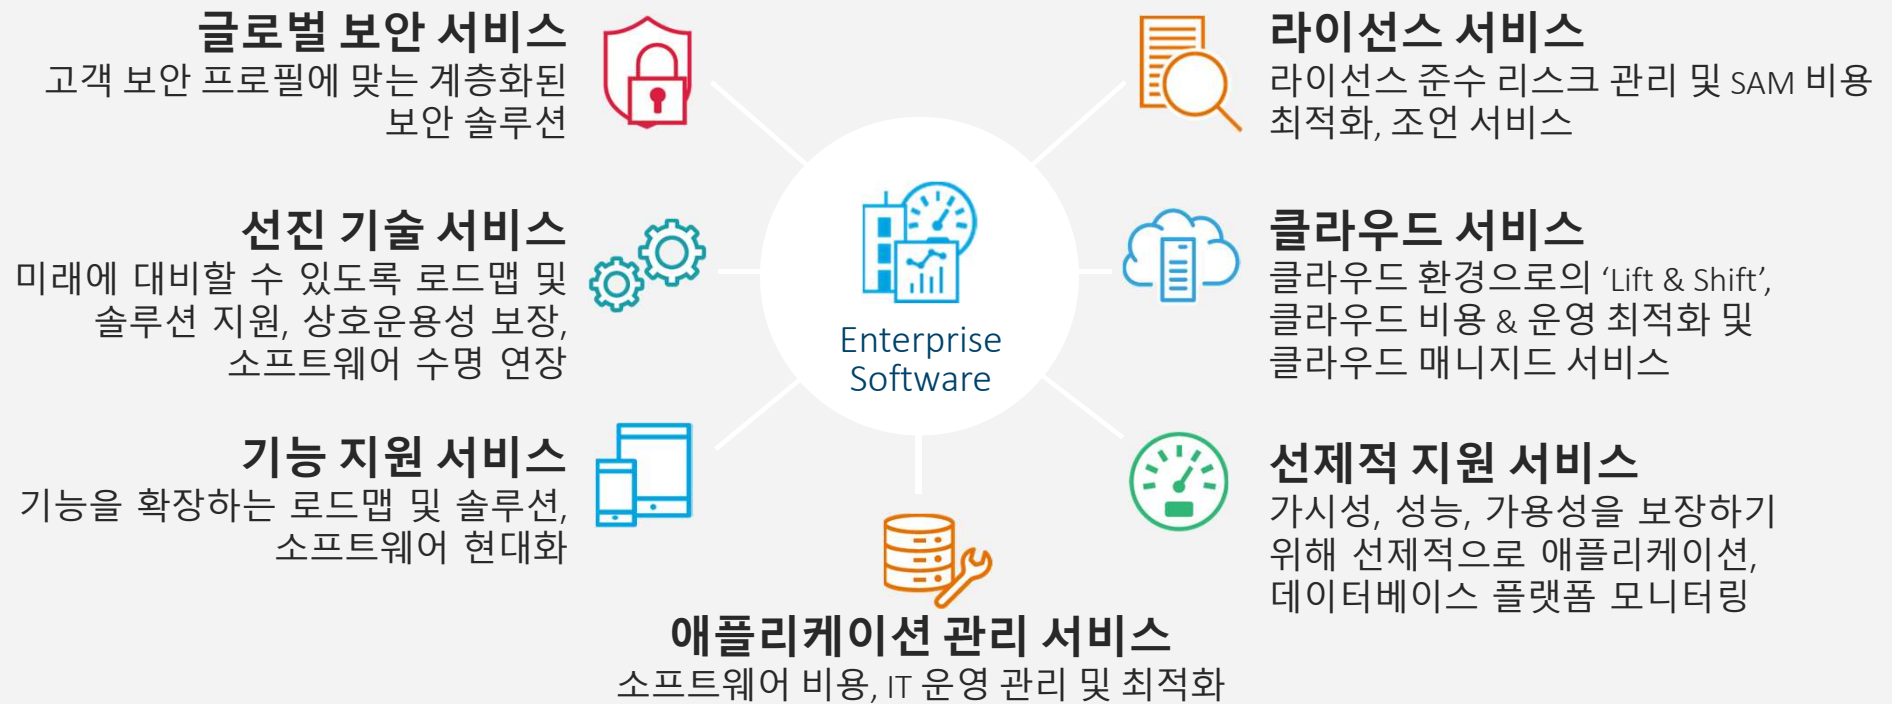 글로벌 보안 서비스
고객 보안 프로필에 맞는 계층화된
보안 솔루션
선진 기술 서비스
미래에 대비할 수 있도록 로드맵 및
솔루션 지원, 상호운용성 보장,
소프트웨어 수명 연장
기능 지원 서비스
기능을 확장하는 로드맵 및 솔루션,
소프트웨어 현대화
Enterprise
Software
애플리케이션 관리 서비스
소프트웨어 비용, IT 운영 관리 및 최적화
라이선스 서비스
라이선스 준수 리스크 관리 및 SAM 비용
최적화, 조언 서비스
클라우드 서비스
클라우드 환경으로의 ‘Lift & Shift’,
클라우드 비용 & 운영 최적화 및
클라우드 매니지드 서비스
선제적 지원 서비스
가시성, 성능, 가용성을 보장하기
위해 선제적으로 애플리케이션,
데이터베이스 플랫폼 모니터링